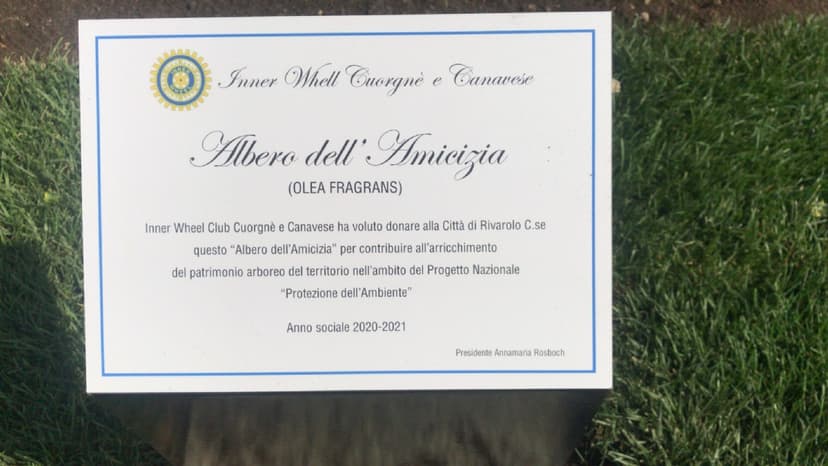 Inner Whell Cuorgnè e Canavese
Albero dell'Amicizia
(OLEA FRAGRANS)
Inner Wheel Club Cuorgnè e Canavese ha voluto donare alla Città di Rivarolo C.se
questo “Albero dell'Amicizia” per contribuire all'arricchimento
del patrimonio arboreo del territorio nell'ambito del Progetto Nazionale
“Protezione dell'Ambiente”
Anno sociale 2020-2021
Presidente Annamaria Rosboch